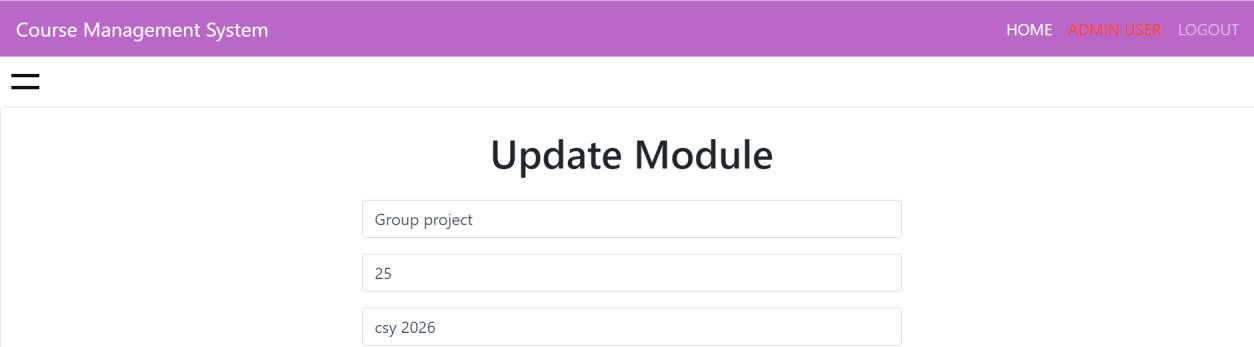 Course Management System HOME ADMIN USER LOGOUT
Update Module
Group project
25
csy 2026